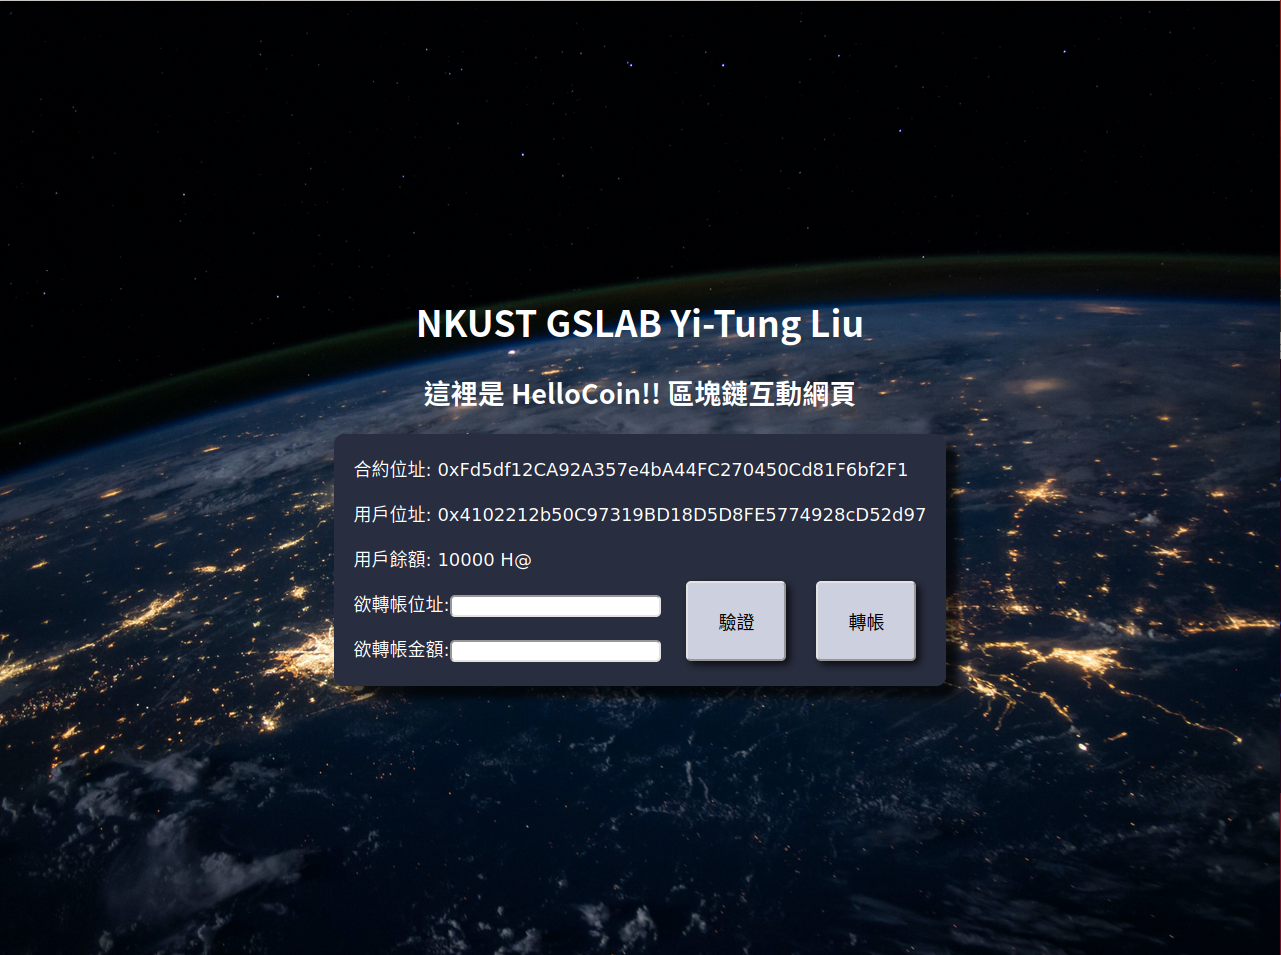 NKUST GSLAB Yi-Tung Liu
這裡是 HelloCoin!! 區塊鏈互動網頁
合約位址: 0xFd5df12CA92A357e4bA44FC270450Cd81F6bf2F1
用戶位址: 0x4102212b50C97319BD18D5D8FE5774928cD52d97
用戶餘額: 10000 H@
欲轉帳位址:
欲轉帳金額:
驗證
轉帳